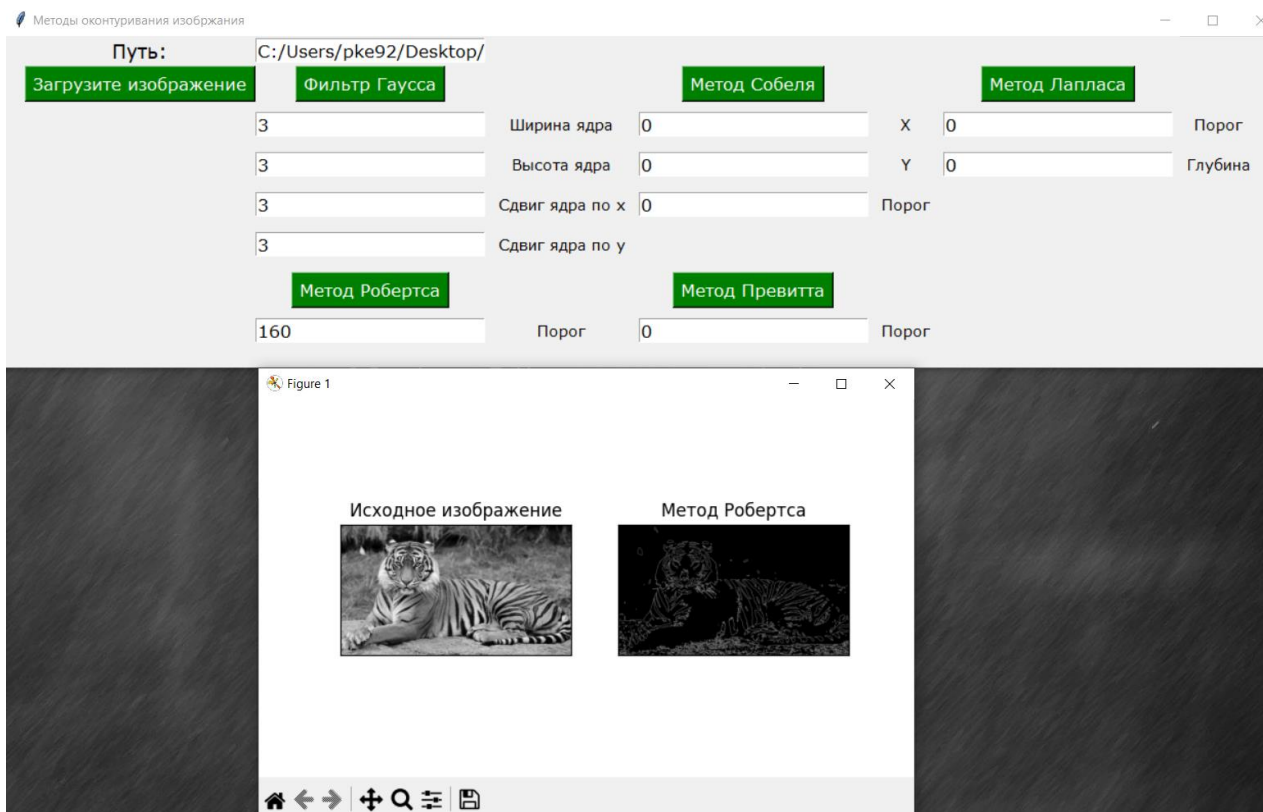 Методы оконтуривания изобржания
Путь: C:/Users/pke92/Desktop/
Загрузите изображение Фильтр Гаусса Метод Собеля Метод Лапласа
3 Ширина ядра 0 X 0 Порог
3 Высота ядра 0 Y 0 Глубина
3 Сдвиг ядра по x 0 Порог
3 Сдвиг ядра по y
Метод Робертса Метод Превитта
160 Порог 0 Порог
Figure 1
Исходное изображение Метод Робертса